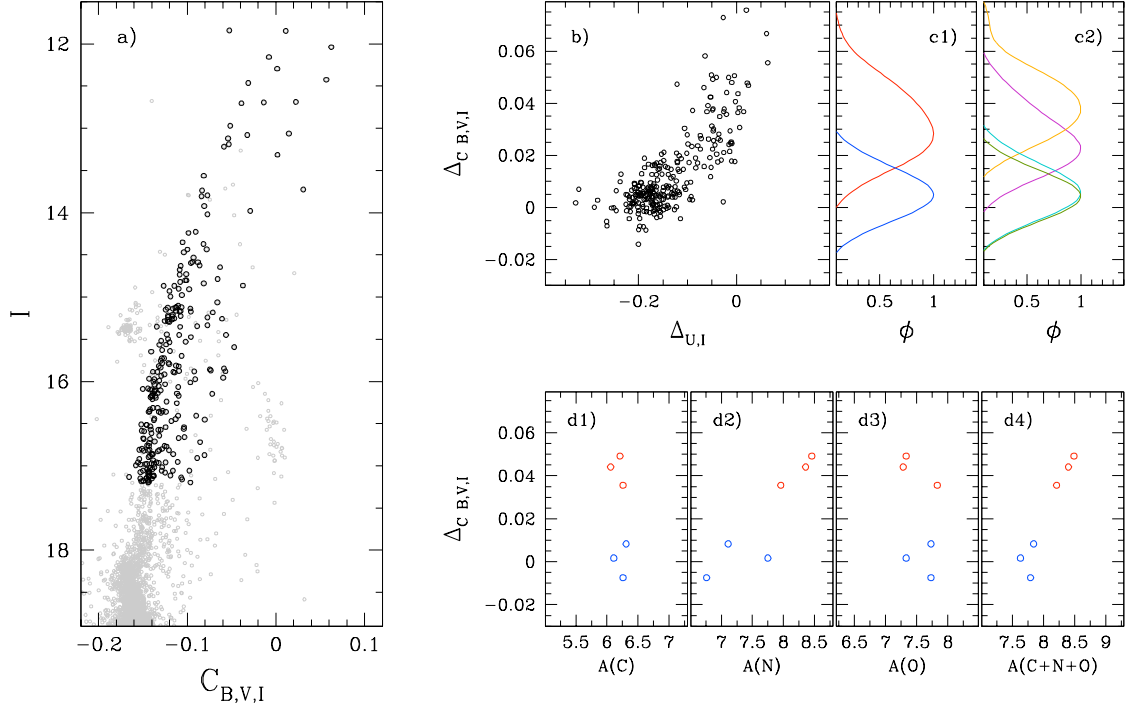 a)
12
14
16
18
I
-0.2 -0.1 0 0.1
C B,V,I
b) c1) c2)
0.06
0.04
0.02
0
-0.02
Δ C B,V,I
-0.2 0 0.5 1 0.5 1
Δ U,I ϕ ϕ
d1) d2) d3) d4)
0.06
0.04
0.02
0
-0.02
Δ C B,V,I
5.5 6 6.5 7 7 7.5 8 8.5 6.5 7 7.5 8 7.5 8 8.5 9
A(C) A(N) A(O) A(C+N+O)